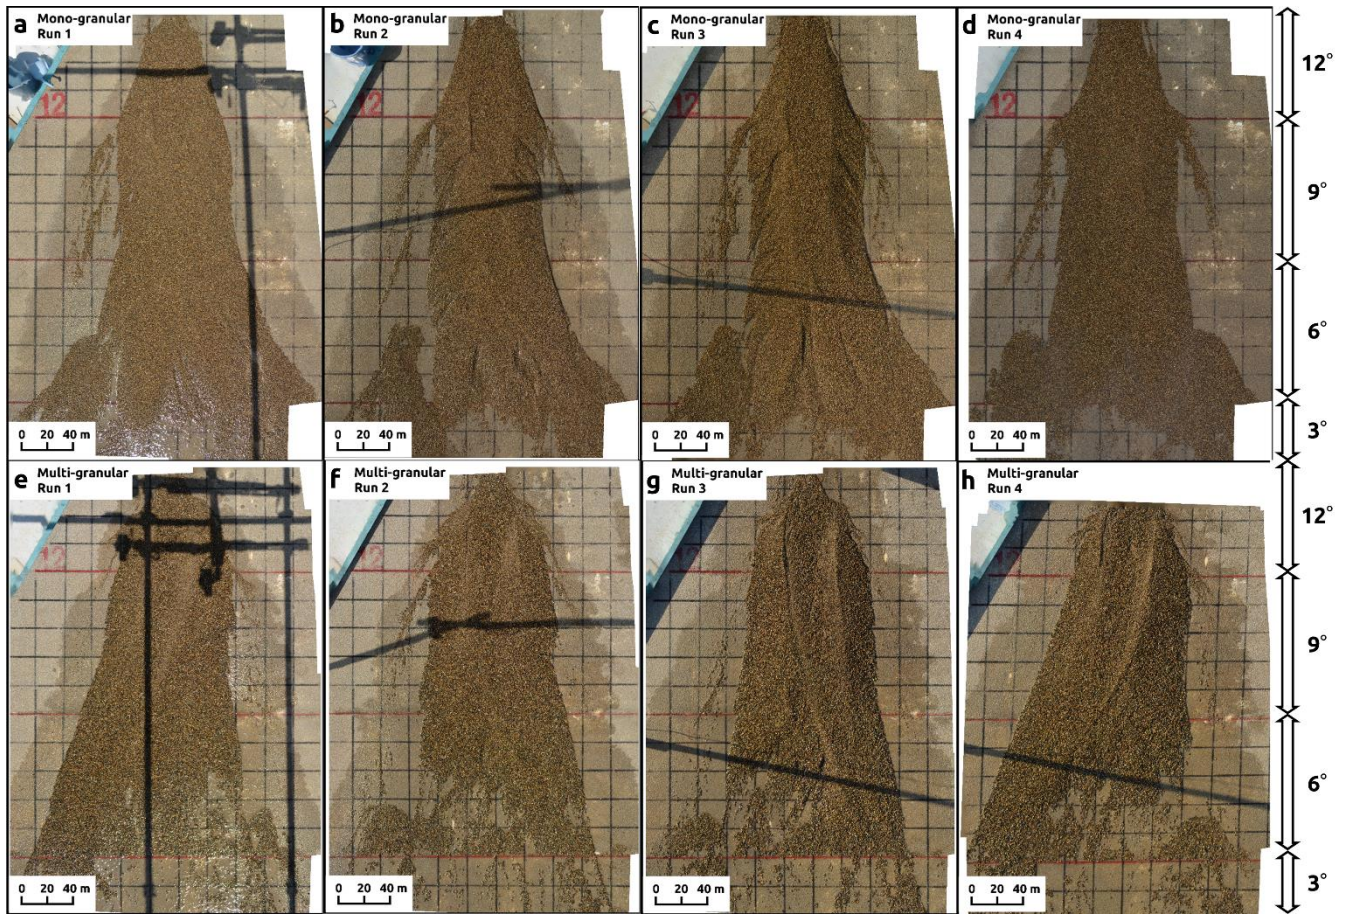 a Mono-granular
Run 1
b Mono-granular
Run 2
c Mono-granular
Run 3
d Mono-granular
Run 4
12°
12
12
12
12
9°
6°
3°
0 20 40 m
0 20 40 m
0 20 40 m
0 20 40 m
e Multi-granular
Run 1
f Multi-granular
Run 2
g Multi-granular
Run 3
h Multi-granular
Run 4
12°
12
12
12
12
9°
6°
3°
0 20 40 m
0 20 40 m
0 20 40 m
0 20 40 m